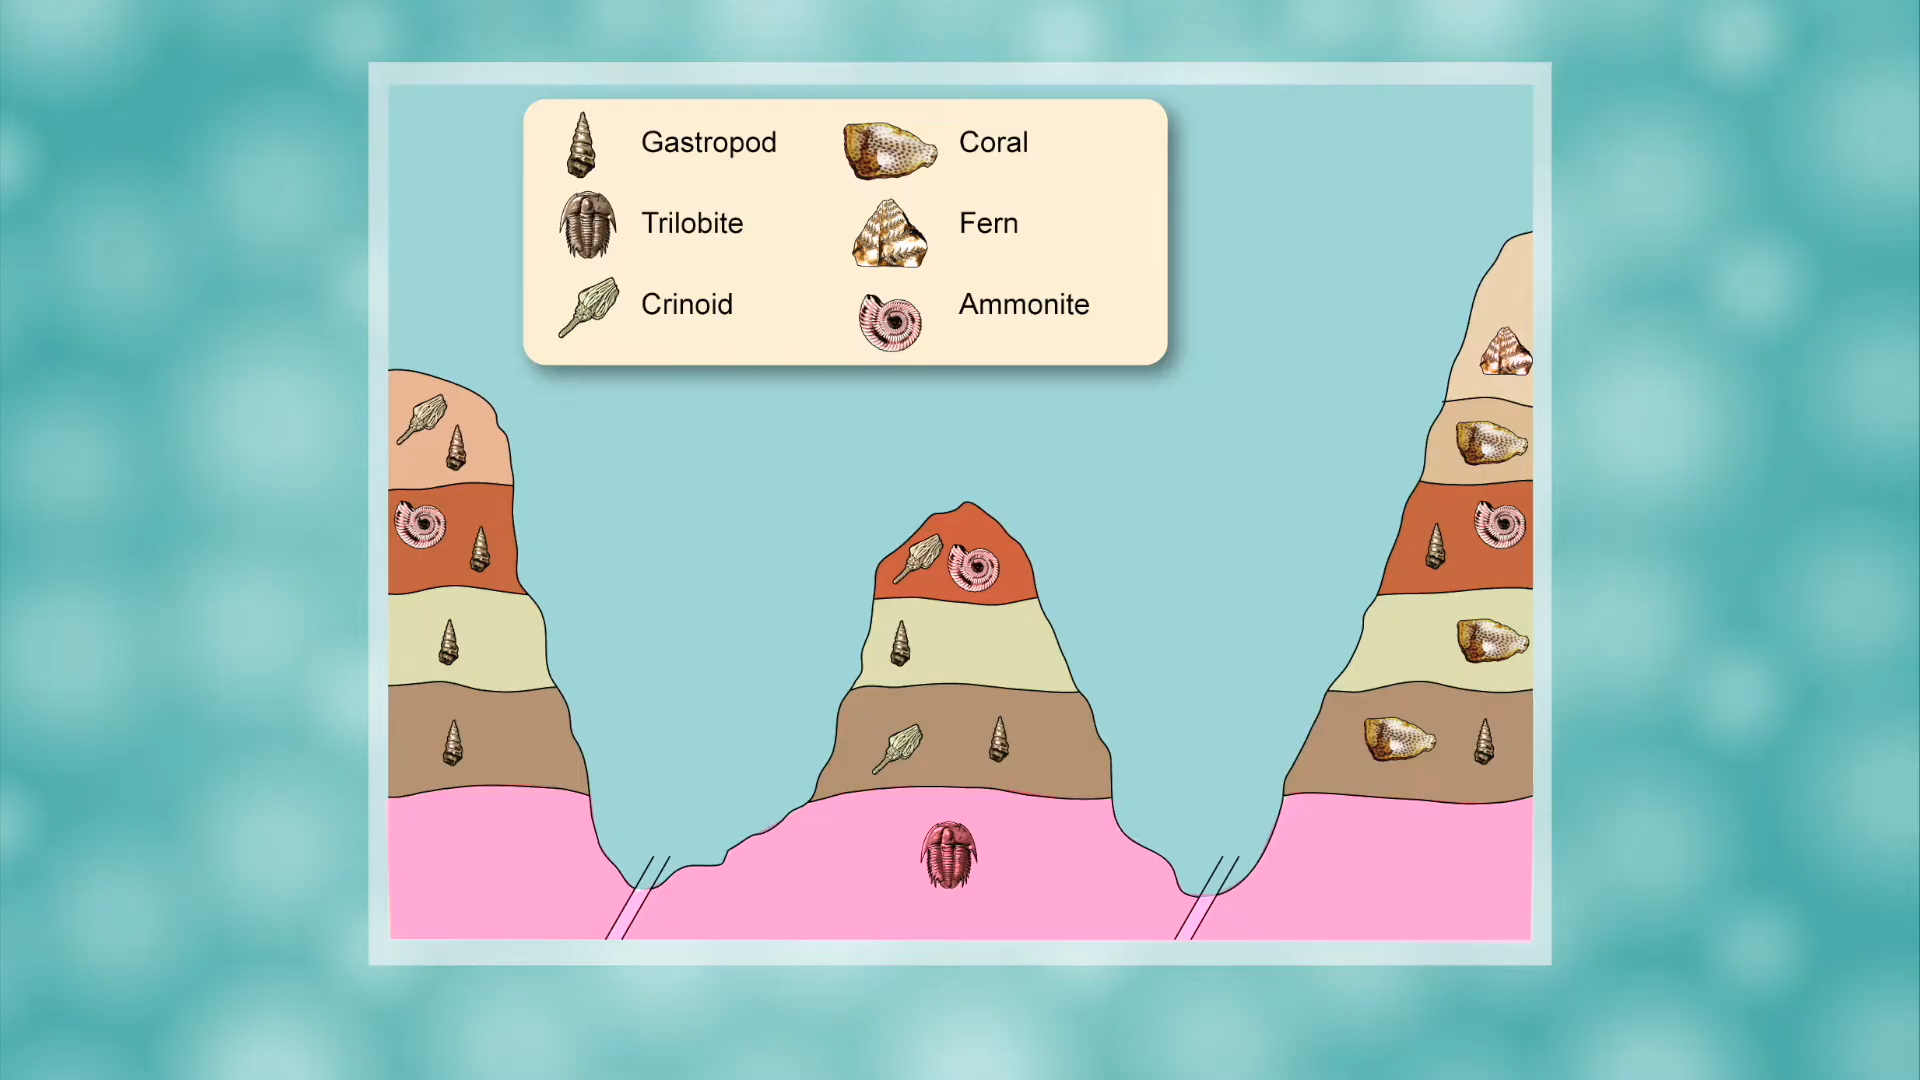 Gastropod
Coral
Trilobite
Fern
Crinoid
Ammonite